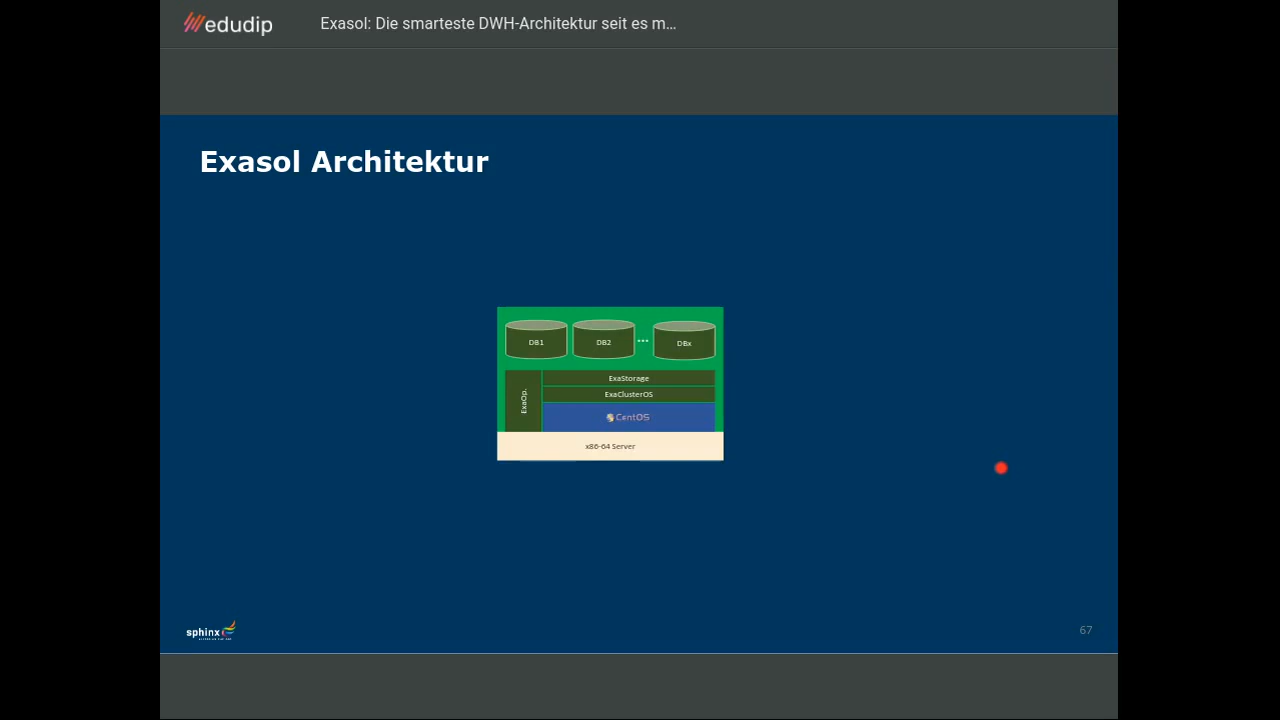 edudip
Exasol: Die smarteste DWH-Architektur seit es m...
Exasol Architektur
DB1
DB2
...
DBx
ExaOp.
ExaStorage
ExaClusterOS
CentOS
x86-64 Server
sphinx
67